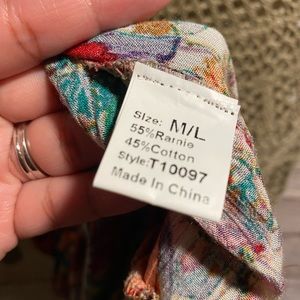 Size: M/L
55%Ramie
45%Cotton
Style:T10097
Made In China